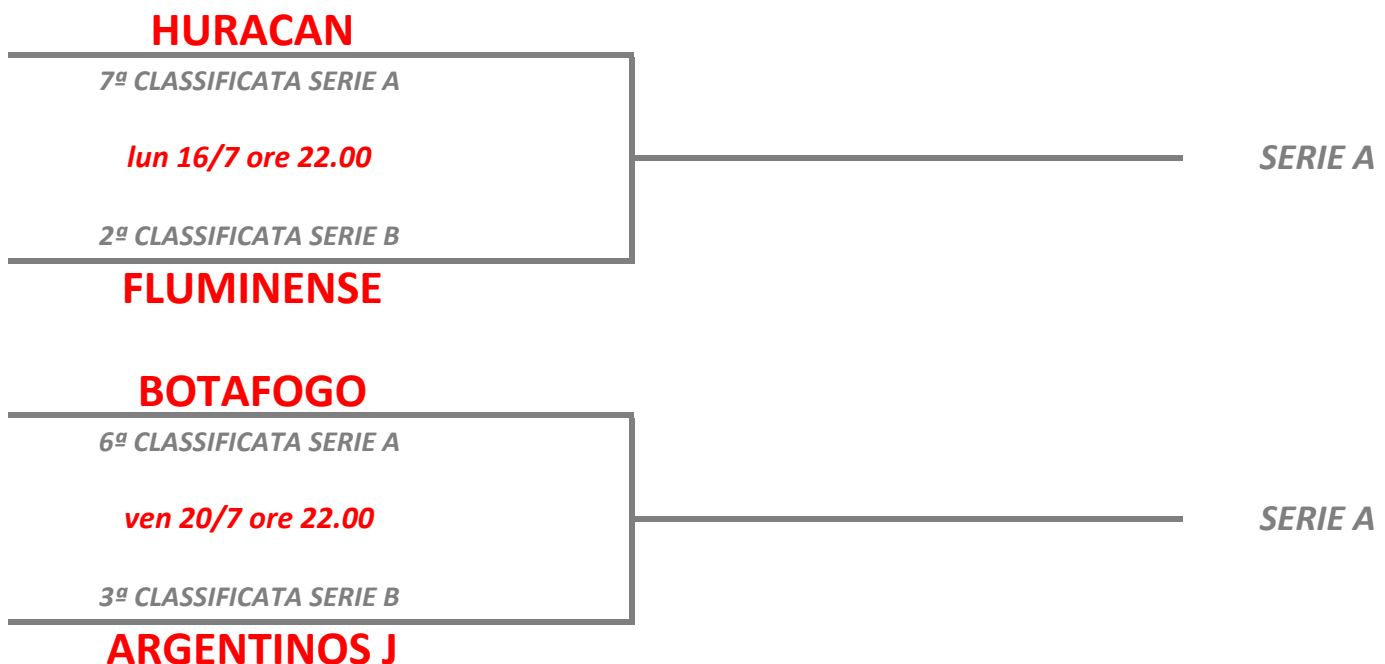 HURACAN
7ª CLASSIFICATA SERIE A
lun 16/7 ore 22.00
SERIE A
2ª CLASSIFICATA SERIE B
FLUMINENSE
BOTAFOGO
6ª CLASSIFICATA SERIE A
ven 20/7 ore 22.00
SERIE A
3ª CLASSIFICATA SERIE B
ARGENTINOS J